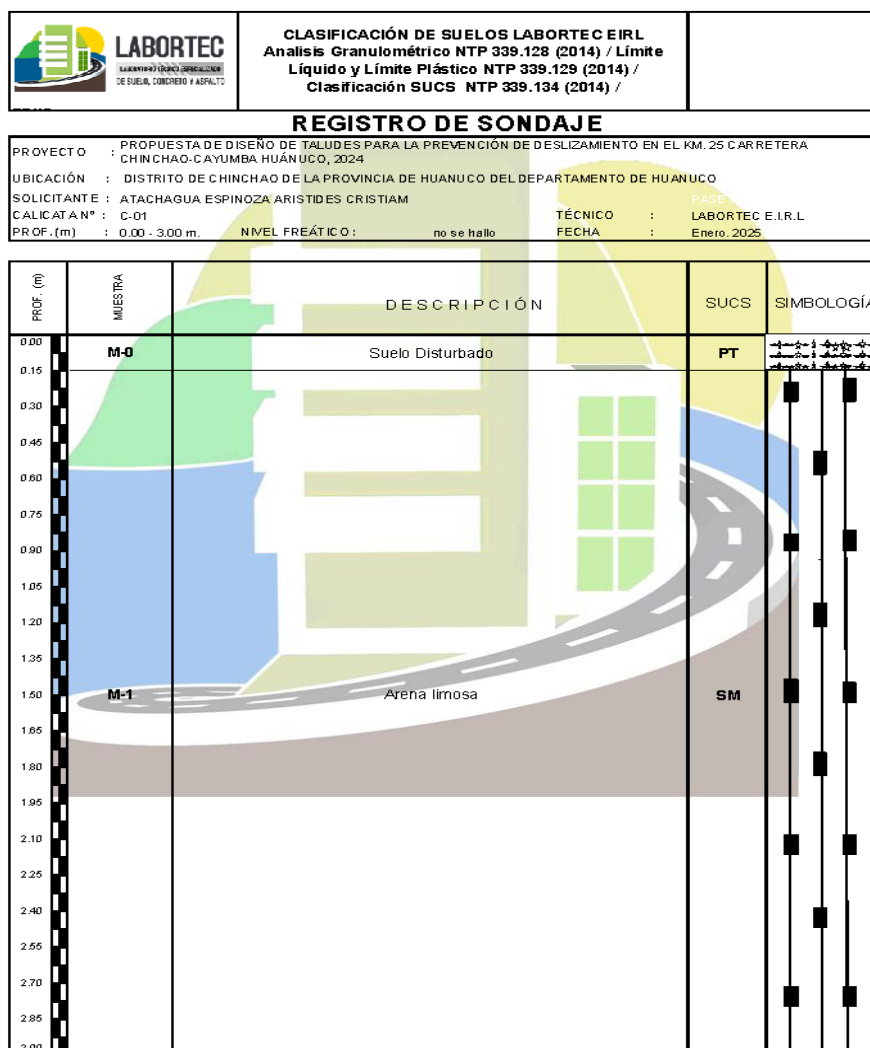 LABORTEC
LABORATORIO TÉCNICO ESPECIALIZADO
DE SUELO, CONCRETO Y ASFALTO
CLASIFICACIÓN DE SUELOS LABORTEC EIRL
Analisis Granulométrico NTP 339.128 (2014) / Límite
Líquido y Límite Plástico NTP 339.129 (2014) /
Clasificación SUCS NTP 339.134 (2014) /
REGISTRO DE SONDAJE
PROYECTO : PROPUESTA DE DISEÑO DE TALUDES PARA LA PREVENCIÓN DE DESLIZAMIENTO EN EL KM. 25 CARRETERA
CHINCHAO-CAYUMBA HUÁNUCO, 2024
UBICACIÓN : DISTRITO DE CHINCHAO DE LA PROVINCIA DE HUANUCO DEL DEPARTAMENTO DE HUANUCO
SOLICITANTE : ATACHAGUA ESPINOZA ARISTIDES CRISTIAM
CALICATA N° : C-01 TÉCNICO : LABORTEC E.I.R.L
PROF.(m) : 0.00 - 3.00 m. NIVEL FREÁTICO : no se hallo FECHA : Enero. 2025
PROF. (m) MUESTRA DESCRIPCIÓN SUCS SIMBOLOGÍA
0.00
M-0 Suelo Disturbado PT
0.15
0.30
0.45
0.60
0.75
0.90
1.05
1.20
1.35
1.50 M-1 Arena limosa SM
1.65
1.80
1.95
2.10
2.25
2.40
2.55
2.70
2.85
3.00